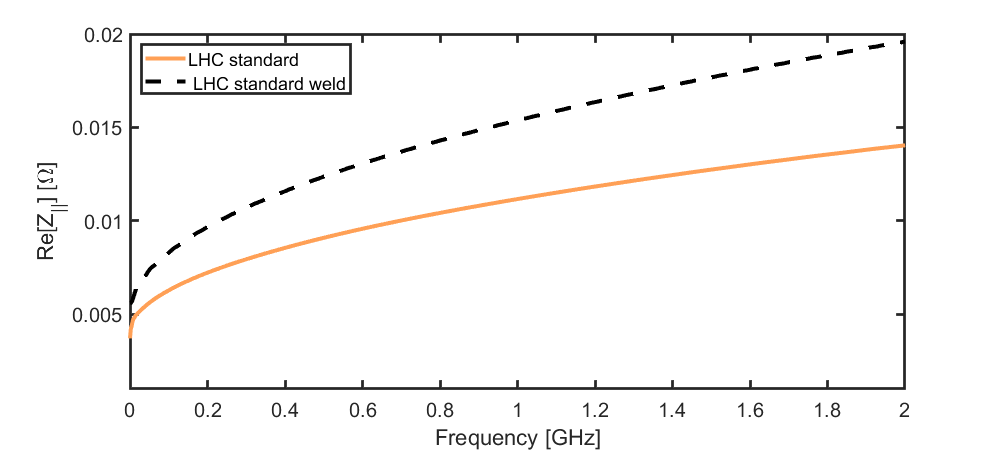 LHC standard
LHC standard weld
0.02
0.015
0.01
0.005
Re[Z||] [Ω]
0 0.2 0.4 0.6 0.8 1 1.2 1.4 1.6 1.8 2
Frequency [GHz]